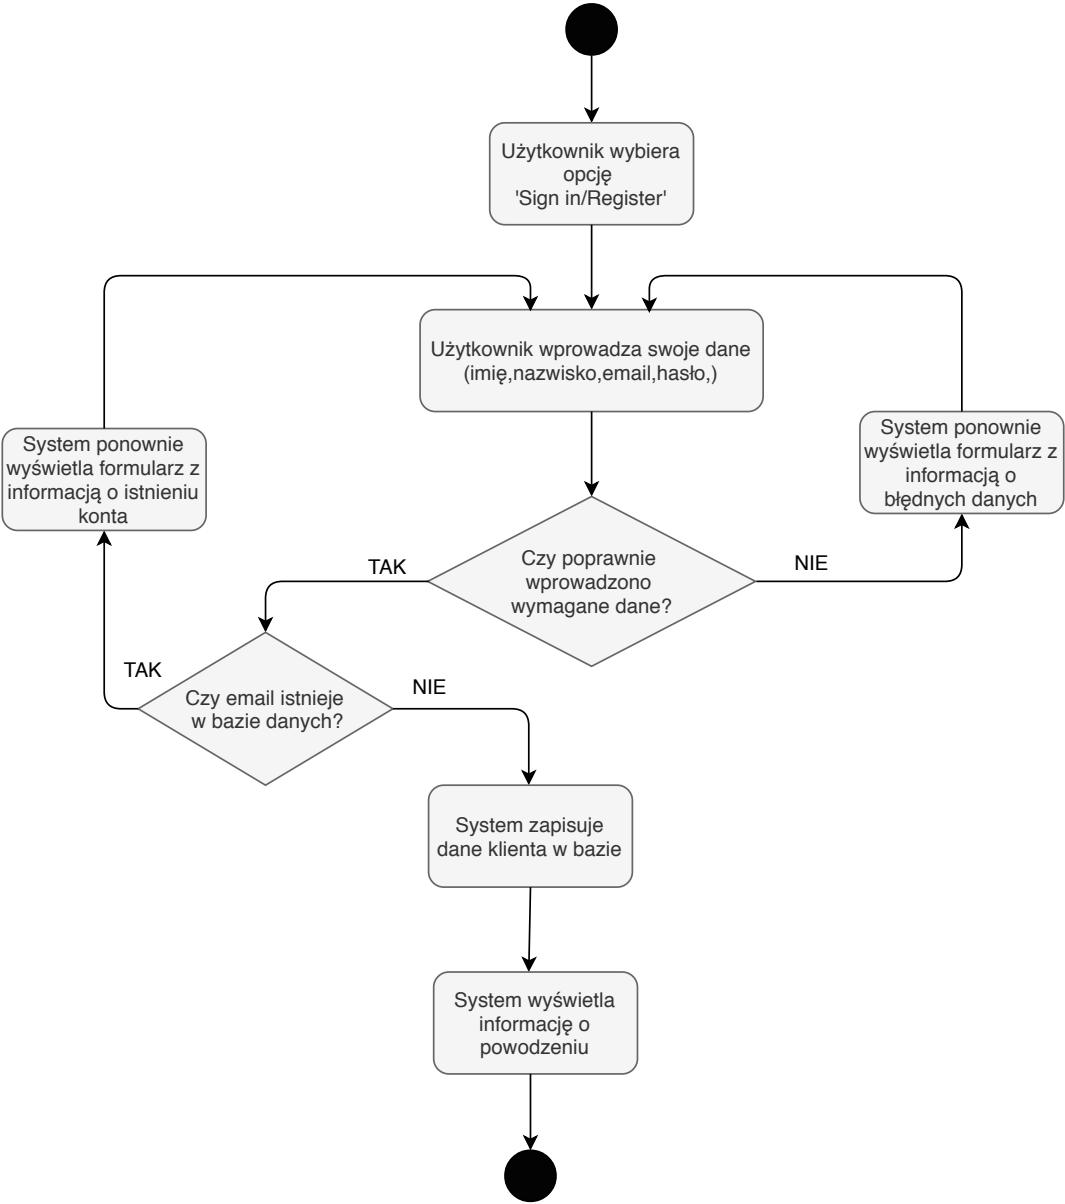 Użytkownik wybiera
opcję
'Sign in/Register'
Użytkownik wprowadza swoje dane
(imię,nazwisko,email,hasło,)
System ponownie
wyświetla formularz z
informacją o istnieniu
konta
System ponownie
wyświetla formularz z
informacją o
błędnych danych
Czy poprawnie
wprowadzono
wymagane dane?
TAK
NIE
TAK
Czy email istnieje
w bazie danych?
NIE
System zapisuje
dane klienta w bazie
System wyświetla
informację o
powodzeniu